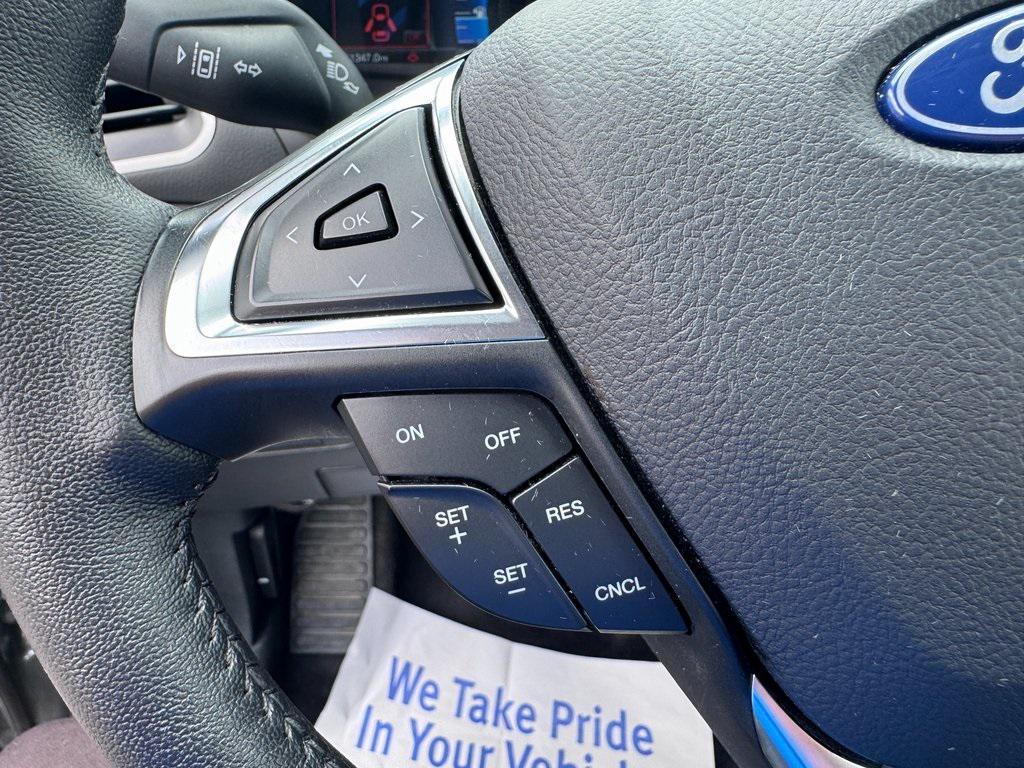 OK
ON OFF
SET
+
RES
SET
–
CNCL
We Take Pride
In Your